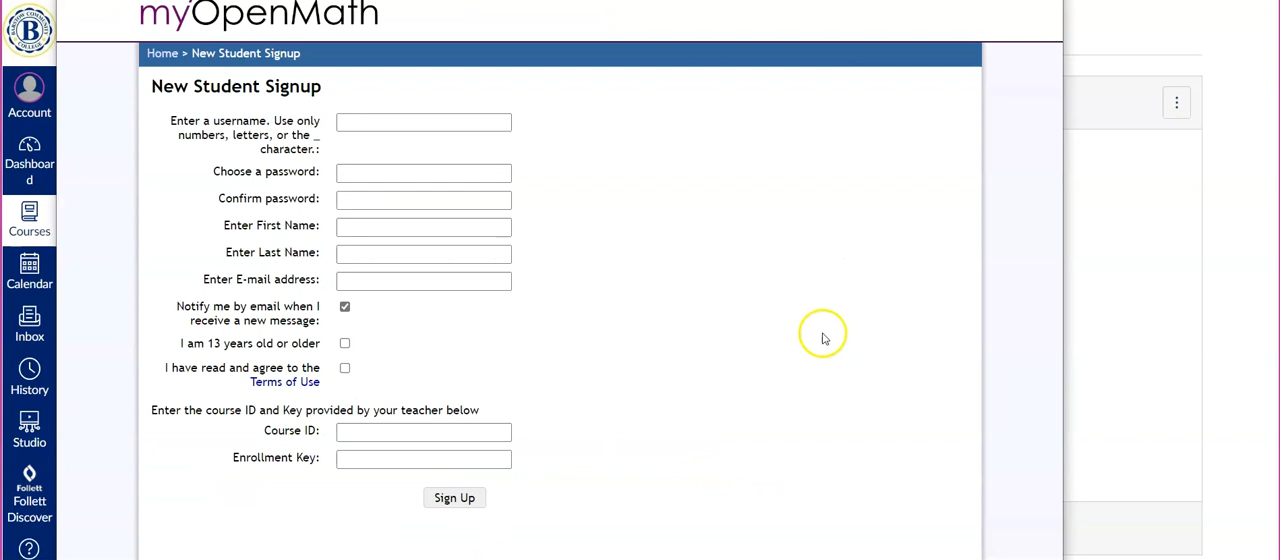 myOpenMath
BARSTOW COMMUNITY
COLLEGE
B
Home > New Student Signup
New Student Signup
Enter a username. Use only
numbers, letters, or the _
character.:
Choose a password:
Confirm password:
Enter First Name:
Enter Last Name:
Enter E-mail address:
Notify me by email when I
receive a new message:
I am 13 years old or older
I have read and agree to the
Terms of Use
Enter the course ID and Key provided by your teacher below
Course ID:
Enrollment Key:
Sign Up
Account
Dashboar
d
Courses
Calendar
Inbox
History
Studio
Follett
Follett
Discover
?